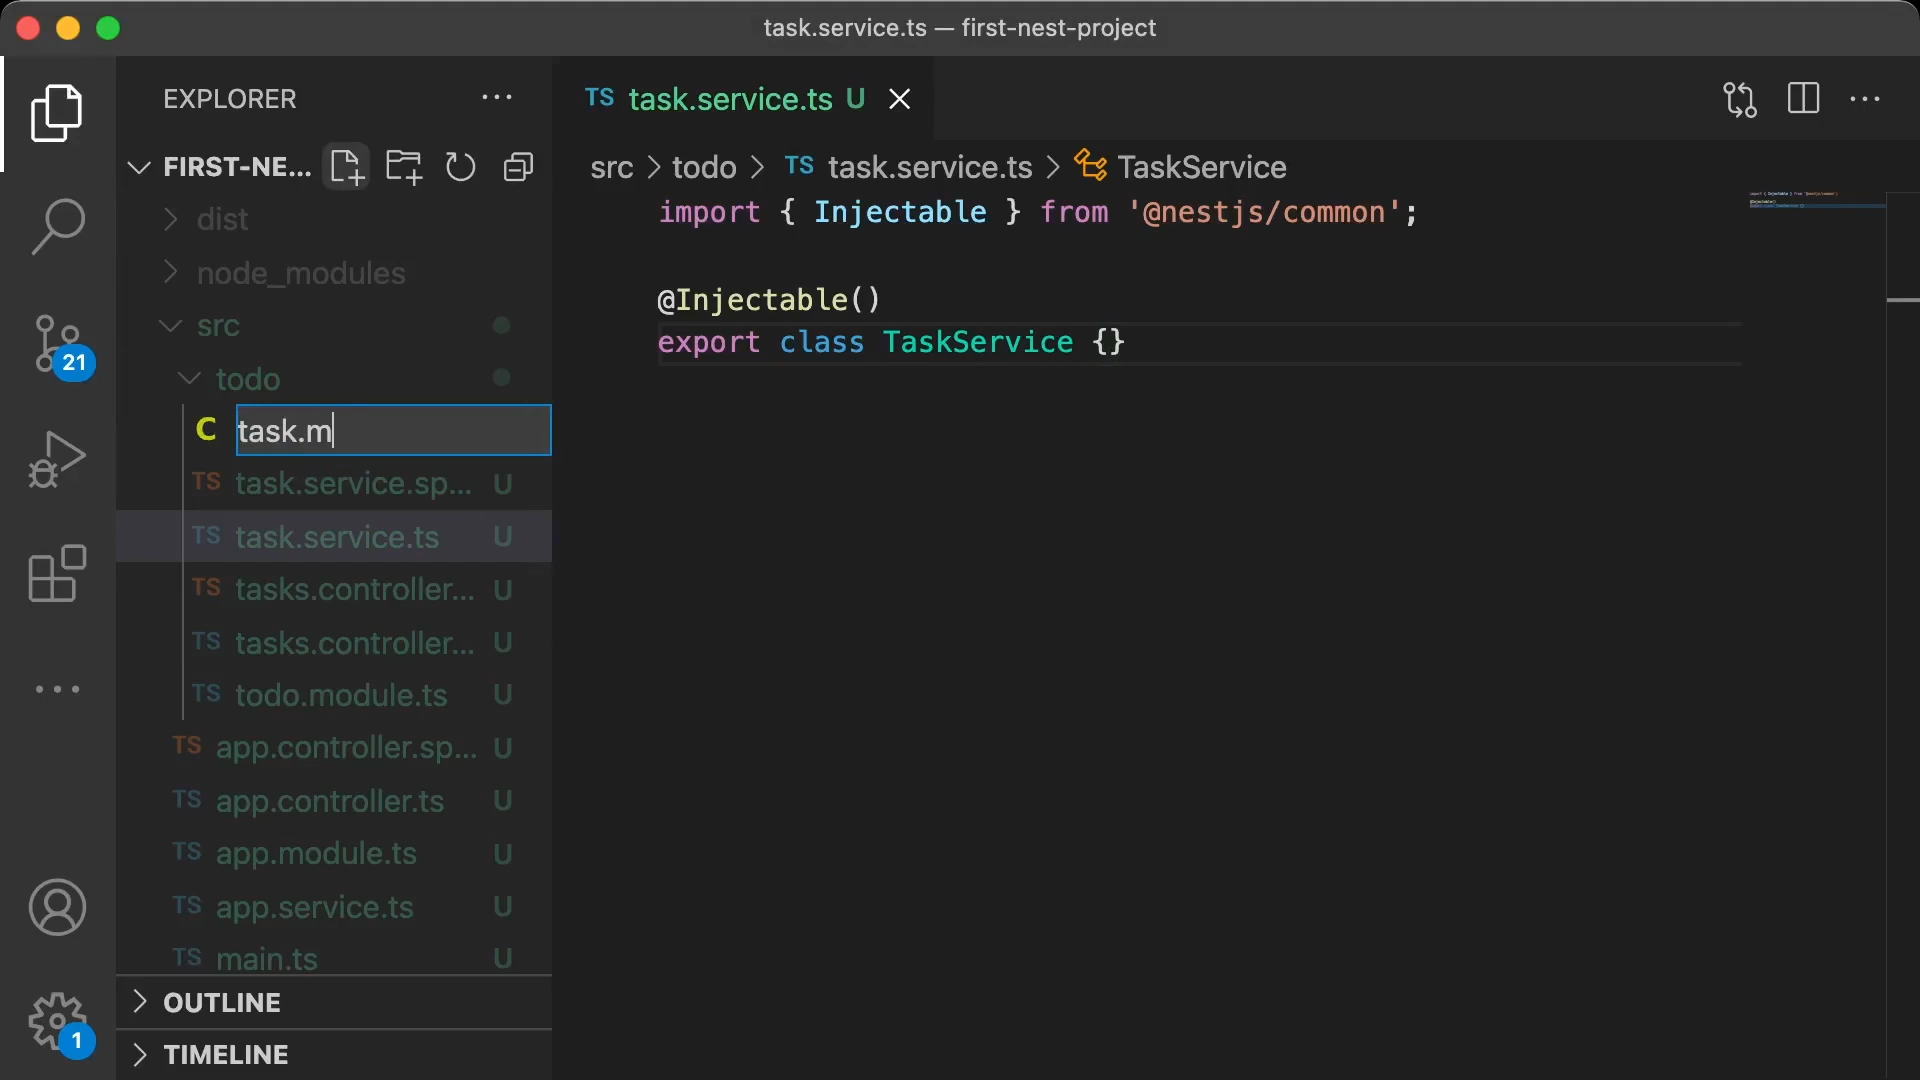 task.service.ts — first-nest-project
EXPLORER
FIRST-NE...
dist
node_modules
src
todo
C task.m
TS task.service.sp... U
TS task.service.ts U
TS tasks.controller... U
TS tasks.controller... U
TS todo.module.ts U
TS app.controller.sp... U
TS app.controller.ts U
TS app.module.ts U
TS app.service.ts U
TS main.ts U
OUTLINE
TIMELINE
21
1
TS task.service.ts U
src > todo > TS task.service.ts > TaskService
import { Injectable } from '@nestjs/common';
@Injectable()
export class TaskService {}